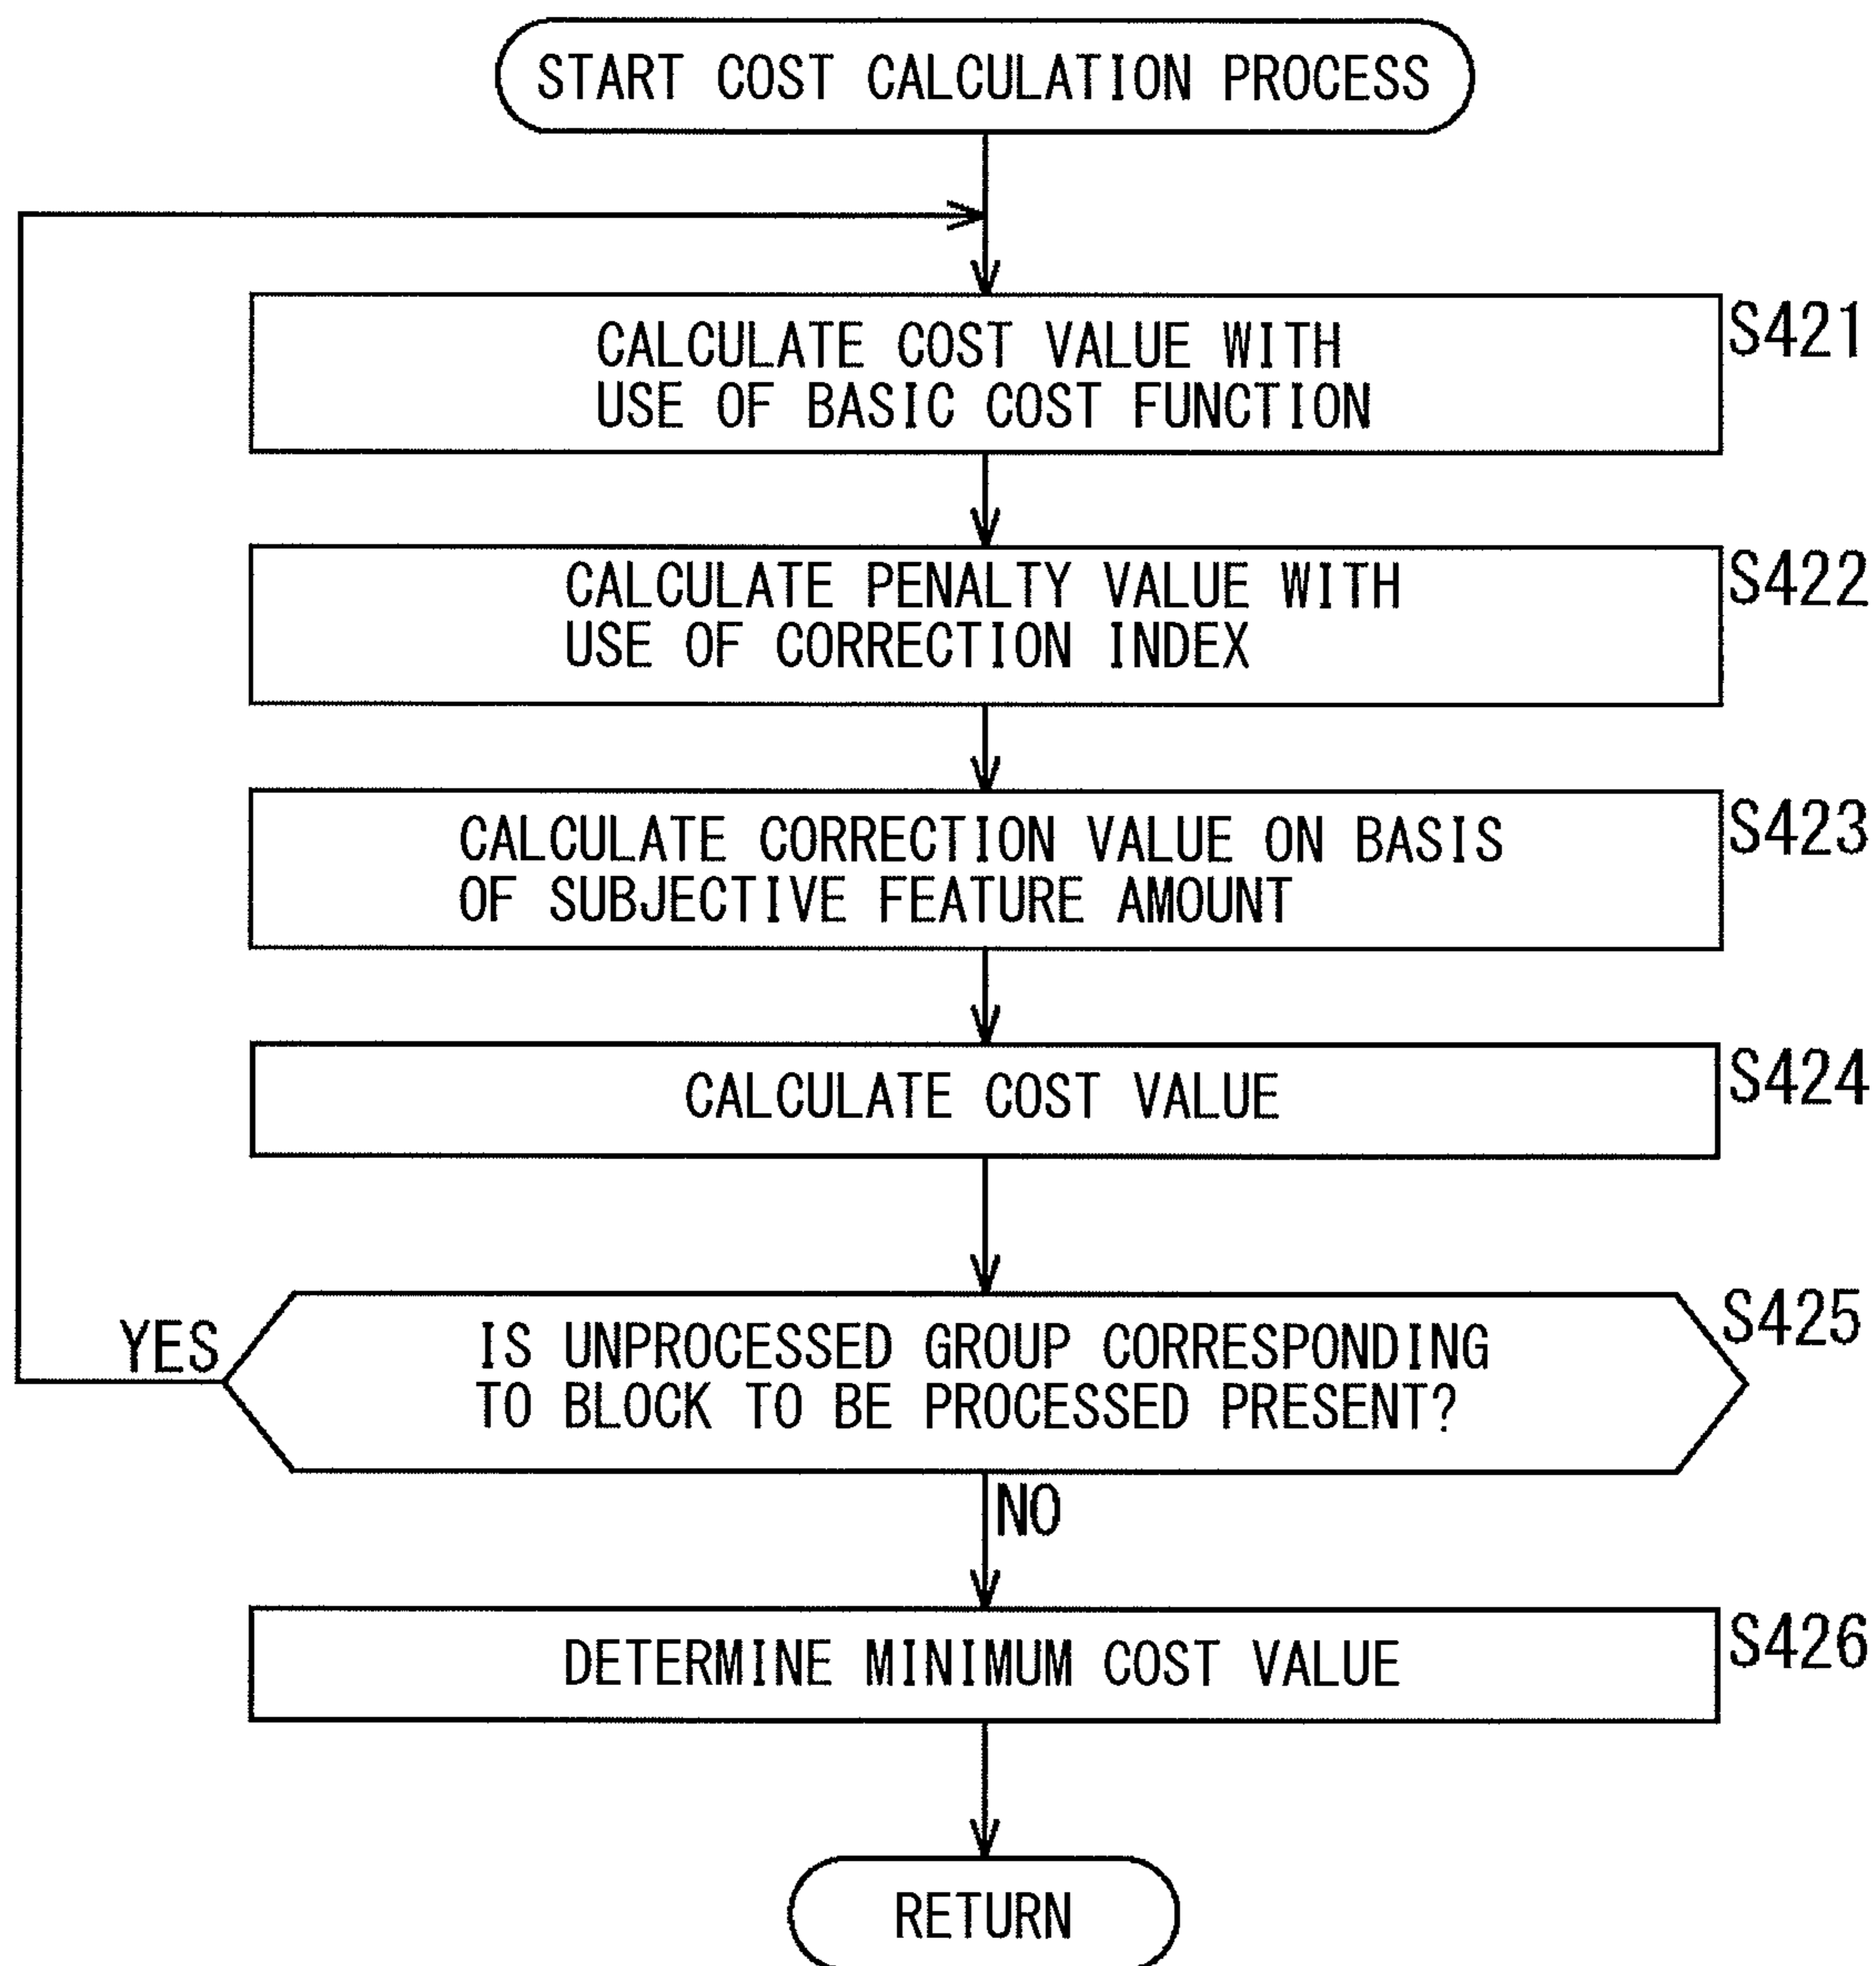 START COST CALCULATION PROCESS
CALCULATE COST VALUE WITH
USE OF BASIC COST FUNCTION
S421
CALCULATE PENALTY VALUE WITH
USE OF CORRECTION INDEX
S422
CALCULATE CORRECTION VALUE ON BASIS
OF SUBJECTIVE FEATURE AMOUNT
S423
CALCULATE COST VALUE
S424
YES
IS UNPROCESSED GROUP CORRESPONDING
TO BLOCK TO BE PROCESSED PRESENT?
S425
NO
DETERMINE MINIMUM COST VALUE
S426
RETURN